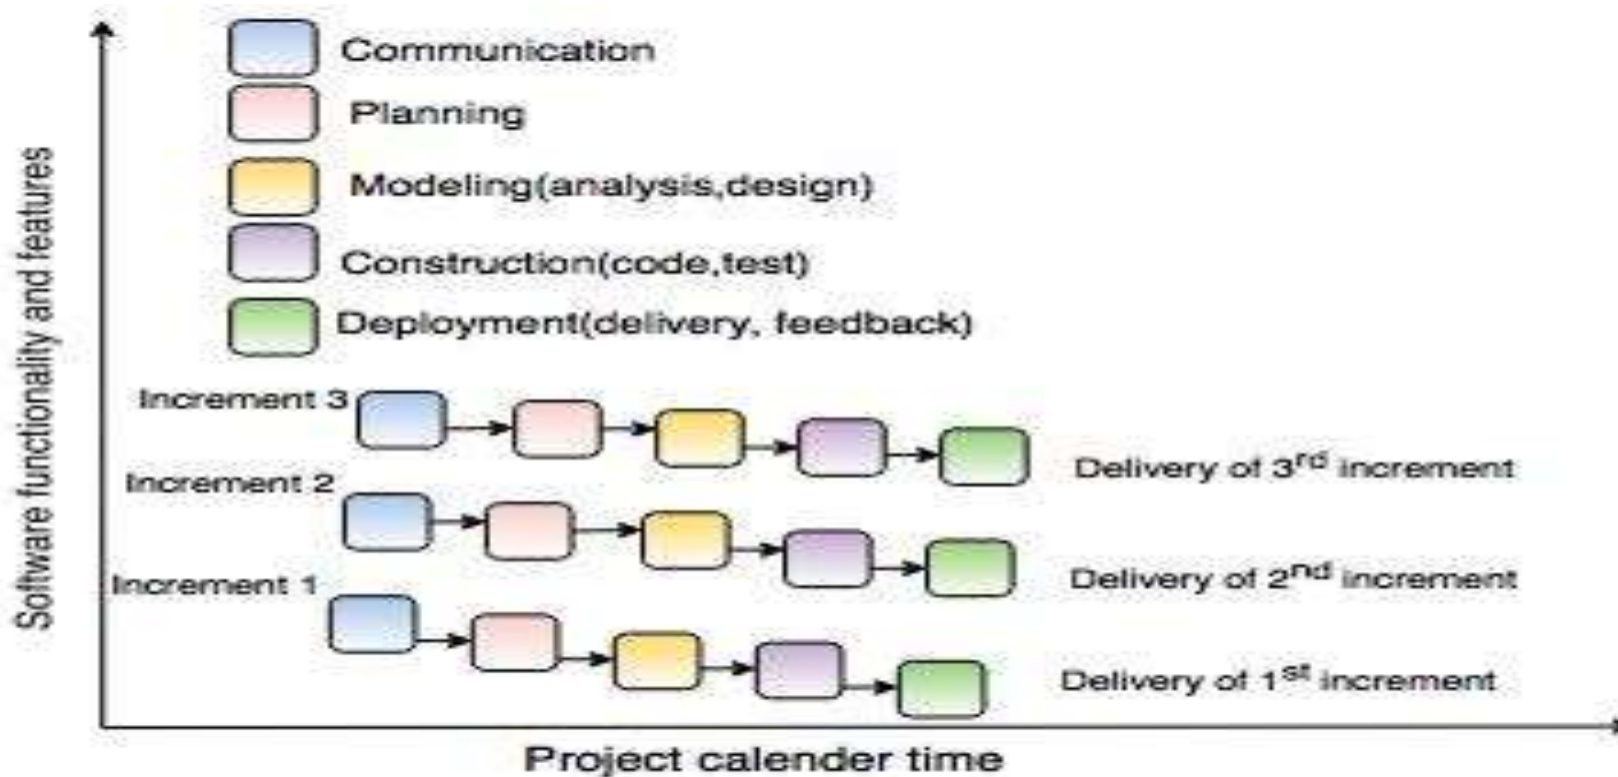 Software functionality and features
Communication
Planning
Modeling(analysis,design)
Construction(code,test)
Deployment(delivery, feedback)
Increment 3
Delivery of 3rd increment
Increment 2
Delivery of 2nd increment
Increment 1
Delivery of 1st increment
Project calender time